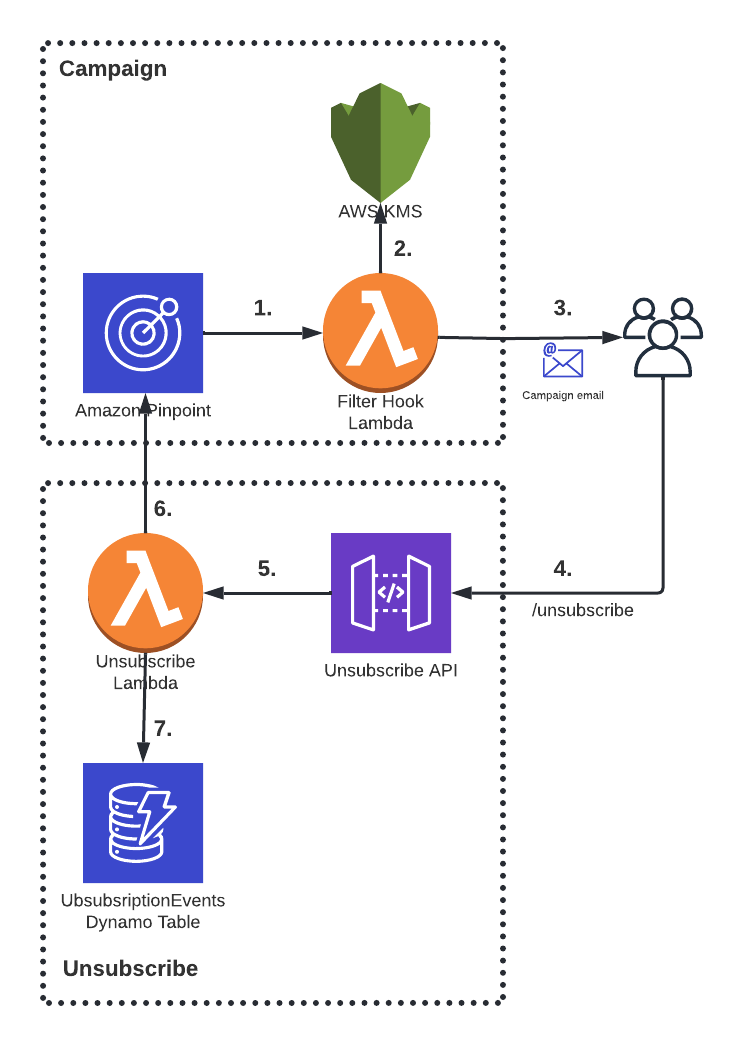 Campaign
AWS KMS
2.
1.
3.
@
Campaign email
Amazon Pinpoint
Filter Hook
Lambda
6.
5.
4.
</>
/unsubscribe
Unsubscribe
Lambda
Unsubscribe API
7.
UbsubsriptionEvents
Dynamo Table
Unsubscribe